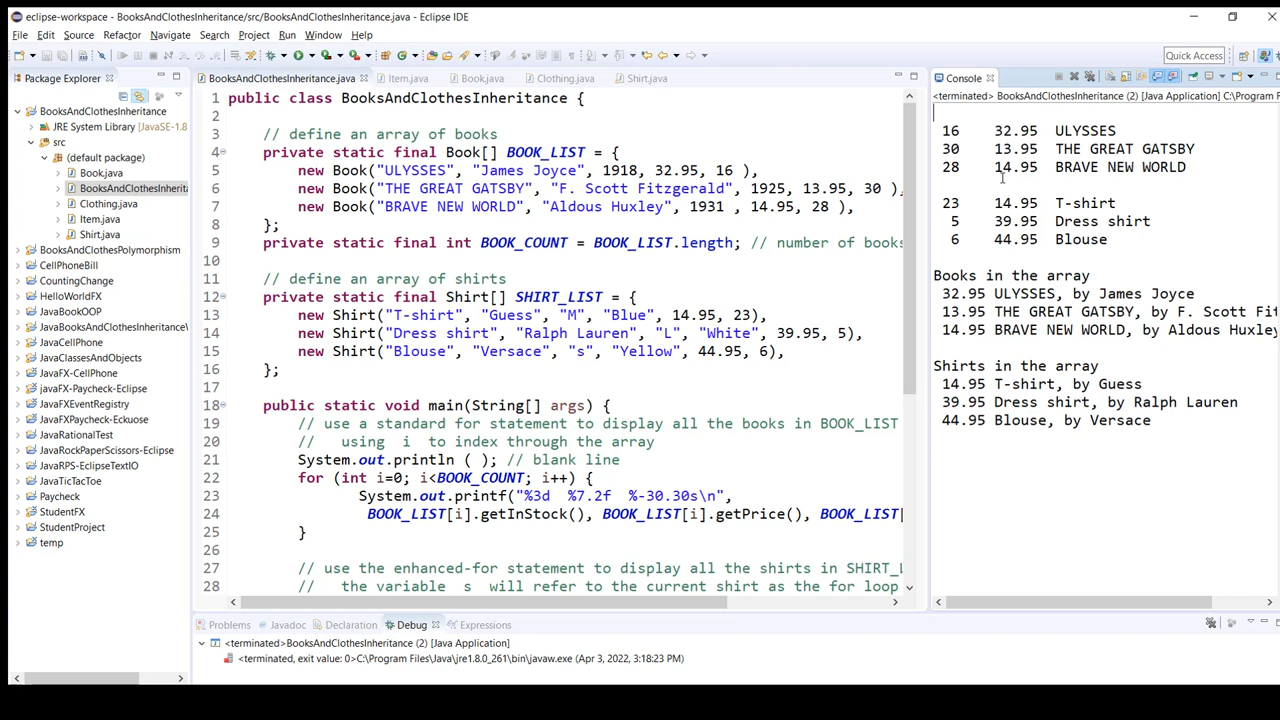 eclipse-workspace - BooksAndClothesInheritance/src/BooksAndClothesInheritance.java - Eclipse IDE
File Edit Source Refactor Navigate Search Project Run Window Help
Quick Access
Package Explorer
BooksAndClothesInheritance
JRE System Library [JavaSE-1.8
src
(default package)
Book.java
BooksAndClothesInherita
Clothing.java
Item.java
Shirt.java
BooksAndClothesPolymorphism
CellPhoneBill
CountingChange
HelloWorldFX
JavaBookOOP
JavaBooksAndClothesInheritance\
JavaCellPhone
JavaClassesAndObjects
JavaFX-CellPhone
javaFX-Paycheck-Eclipse
JavaFXEventRegistry
JavaFXPaycheck-Eckuose
JavaRationalTest
JavaRockPaperScissors-Eclipse
JavaRPS-EclipseTextIO
JavaTicTacToe
Paycheck
StudentFX
StudentProject
temp
BooksAndClothesInheritance.java Item.java Book.java Clothing.java Shirt.java
1 public class BooksAndClothesInheritance {
2
3 // define an array of books
4 private static final Book[] BOOK_LIST = {
5 new Book("ULYSSES", "James Joyce", 1918, 32.95, 16 ),
6 new Book("THE GREAT GATSBY", "F. Scott Fitzgerald", 1925, 13.95, 30 ),
7 new Book("BRAVE NEW WORLD", "Aldous Huxley", 1931 , 14.95, 28 ),
8 };
9 private static final int BOOK_COUNT = BOOK_LIST.length; // number of books
10
11 // define an array of shirts
12 private static final Shirt[] SHIRT_LIST = {
13 new Shirt("T-shirt", "Guess", "M", "Blue", 14.95, 23),
14 new Shirt("Dress shirt", "Ralph Lauren", "L", "White", 39.95, 5),
15 new Shirt("Blouse", "Versace", "s", "Yellow", 44.95, 6),
16 };
17
18 public static void main(String[] args) {
19 // use a standard for statement to display all the books in BOOK_LIST
20 // using i to index through the array
21 System.out.println ( ); // blank line
22 for (int i=0; i<BOOK_COUNT; i++) {
23 System.out.printf("%3d %7.2f %-30.30s\n",
24 BOOK_LIST[i].getInStock(), BOOK_LIST[i].getPrice(), BOOK_LIST[
25 }
26
27 // use the enhanced-for statement to display all the shirts in SHIRT_L
28 // the variable s will refer to the current shirt as the for loop
Console
<terminated> BooksAndClothesInheritance (2) [Java Application] C:\Program F
16 32.95 ULYSSES
30 13.95 THE GREAT GATSBY
28 14.95 BRAVE NEW WORLD
23 14.95 T-shirt
5 39.95 Dress shirt
6 44.95 Blouse
Books in the array
32.95 ULYSSES, by James Joyce
13.95 THE GREAT GATSBY, by F. Scott Fit
14.95 BRAVE NEW WORLD, by Aldous Huxley
Shirts in the array
14.95 T-shirt, by Guess
39.95 Dress shirt, by Ralph Lauren
44.95 Blouse, by Versace
Problems Javadoc Declaration Debug Expressions
<terminated>BooksAndClothesInheritance (2) [Java Application]
<terminated, exit value: 0>C:\Program Files\Java\jre1.8.0_261\bin\javaw.exe (Apr 3, 2022, 3:18:23 PM)